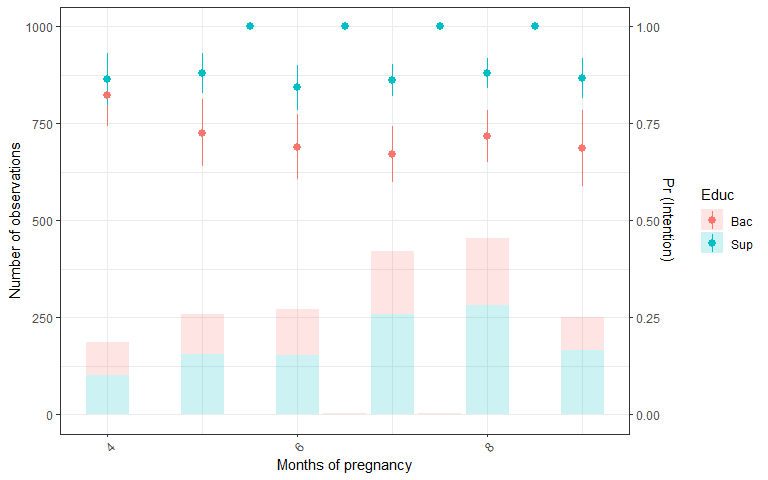 1000
750
500
250
0
Number of observations
1.00
0.75
0.50
0.25
0.00
Pr (Intention)
4
6
8
Months of pregnancy
Educ
Bac
Sup